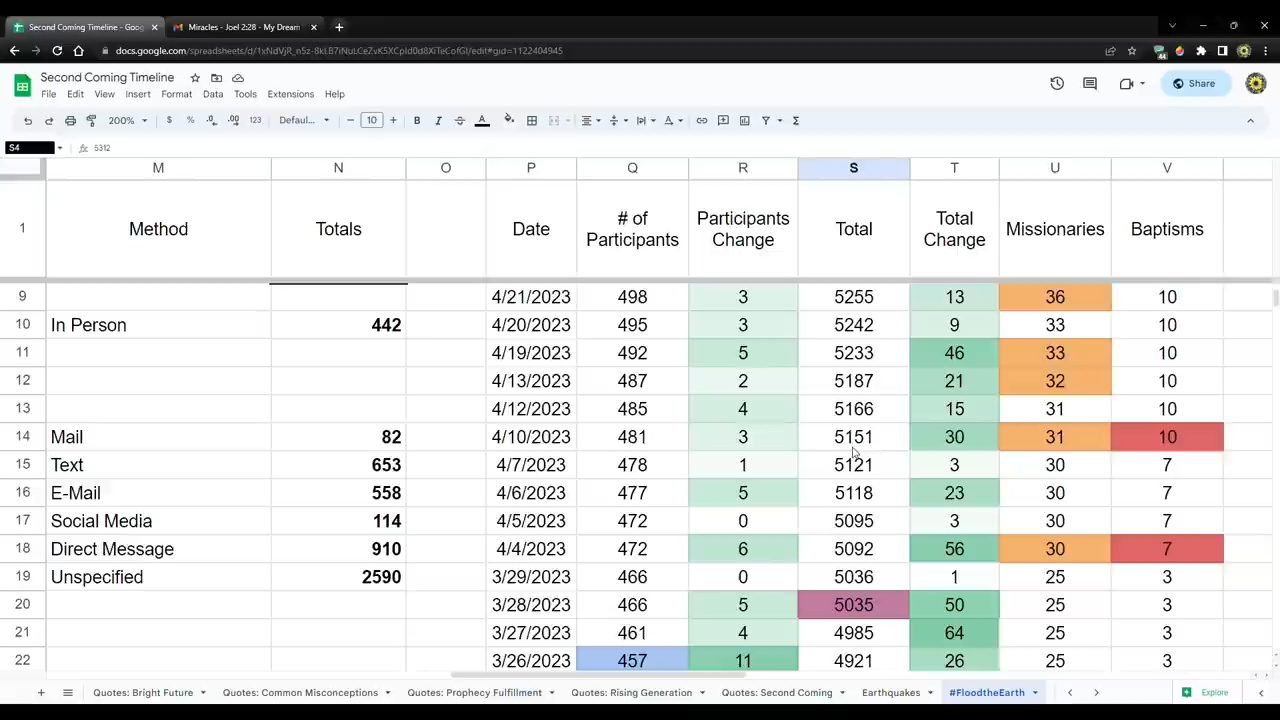 Second Coming Timeline - Goog
Miracles - Joel 2:28 - My Dream
Second Coming Timeline
File Edit View Insert Format Data Tools Extensions Help
Share
200% $ % .0 .00 123 Defaul... 10
S4 5312
M N O P Q R S T U V
1 Method Totals Date # of Participants Participants Change Total Total Change Missionaries Baptisms
9 4/21/2023 498 3 5255 13 36 10
10 In Person 442 4/20/2023 495 3 5242 9 33 10
11 4/19/2023 492 5 5233 46 33 10
12 4/13/2023 487 2 5187 21 32 10
13 4/12/2023 485 4 5166 15 31 10
14 Mail 82 4/10/2023 481 3 5151 30 31 10
15 Text 653 4/7/2023 478 1 5121 3 30 7
16 E-Mail 558 4/6/2023 477 5 5118 23 30 7
17 Social Media 114 4/5/2023 472 0 5095 3 30 7
18 Direct Message 910 4/4/2023 472 6 5092 56 30 7
19 Unspecified 2590 3/29/2023 466 0 5036 1 25 3
20 3/28/2023 466 5 5035 50 25 3
21 3/27/2023 461 4 4985 64 25 3
22 3/26/2023 457 11 4921 26 25 3
Quotes: Bright Future Quotes: Common Misconceptions Quotes: Prophecy Fulfillment Quotes: Rising Generation Quotes: Second Coming Earthquakes #FloodtheEarth Explore